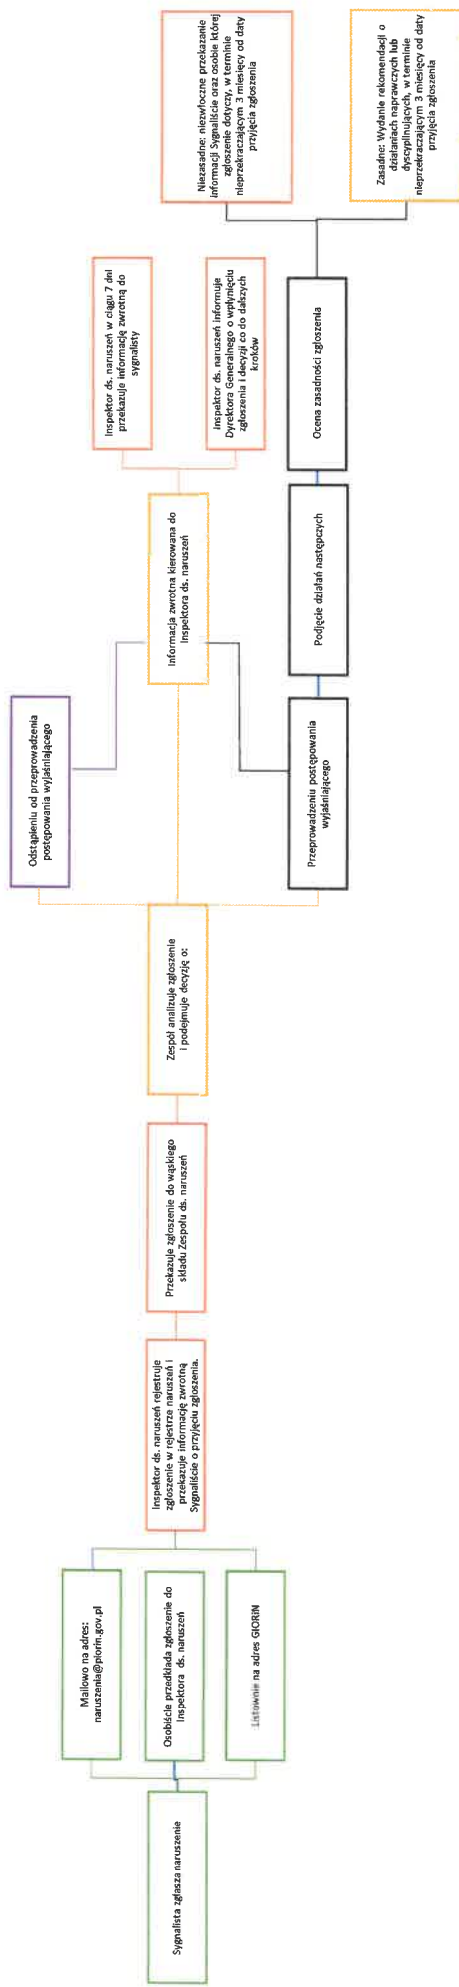 Sygnalista zgłasza naruszenie
Mailowo na adres:
naruszenia@piorin.gov.pl
Osobiście przedkłada zgłoszenie do
Inspektora ds. naruszeń
Listownie na adres GIORiN
Inspektor ds. naruszeń rejestruje
zgłoszenie w rejestrze naruszeń i
przekazuje informację zwrotną
Sygnaliście o przyjęciu zgłoszenia.
Przekazuje zgłoszenie do wąskiego
składu Zespołu ds. naruszeń
Zespół analizuje zgłoszenie
i podejmuje decyzję o:
Odstąpieniu od przeprowadzenia
postępowania wyjaśniającego
Informacja zwrotna kierowana do
Inspektora ds. naruszeń
Przeprowadzeniu postępowania
wyjaśniającego
Inspektor ds. naruszeń w ciągu 7 dni
przekazuje informację zwrotną do
sygnalisty
Inspektor ds. naruszeń informuje
Dyrektora Generalnego o wpłynięciu
zgłoszenia i decyzji co do dalszych
kroków
Podjęcie działań następczych
Ocena zasadności zgłoszenia
Niezasadne: niezwłoczne przekazanie
informacji Sygnaliście oraz osobie której
zgłoszenie dotyczy, w terminie
nieprzekraczającym 3 miesięcy od daty
przyjęcia zgłoszenia
Zasadne: Wydanie rekomendacji o
działaniach naprawczych lub
dyscyplinujących, w terminie
nieprzekraczającym 3 miesięcy od daty
przyjęcia zgłoszenia